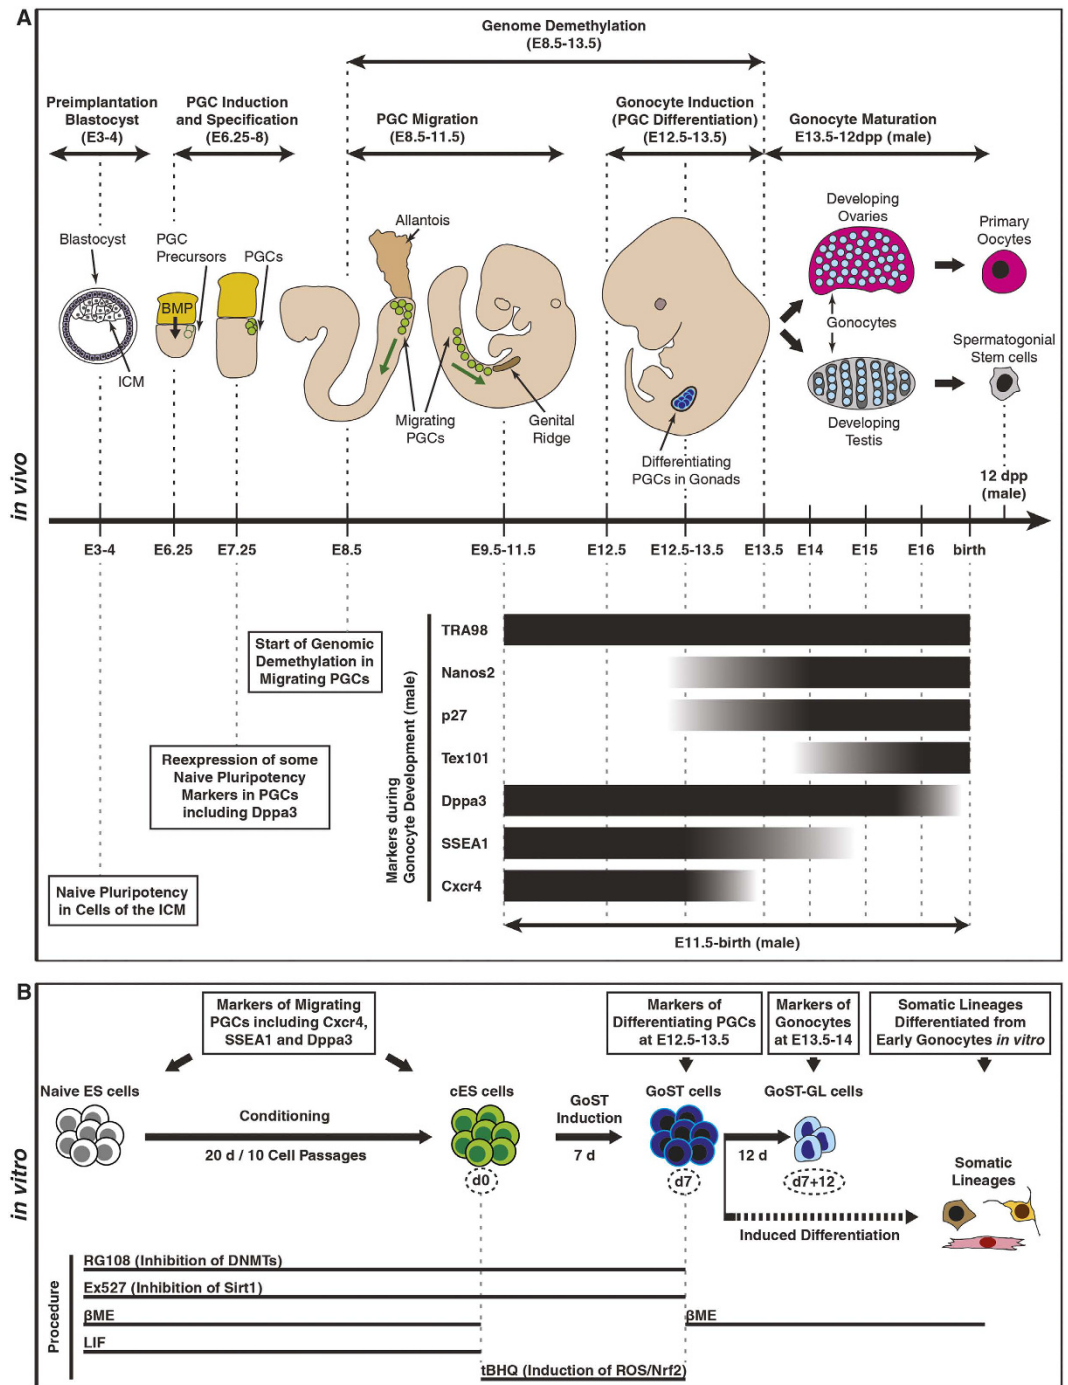 A
Genome Demethylation
(E8.5-13.5)
Preimplantation
Blastocyst
(E3-4)
PGC Induction
and Specification
(E6.25-8)
PGC Migration
(E8.5-11.5)
Gonocyte Induction
(PGC Differentiation)
(E12.5-13.5)
Gonocyte Maturation
E13.5-12dpp (male)
Blastocyst
ICM
PGC
Precursors
BMP
PGCs
Allantois
Migrating
PGCs
Genital
Ridge
Differentiating
PGCs in Gonads
Developing
Ovaries
Gonocytes
Developing
Testis
Primary
Oocytes
Spermatogonial
Stem cells
12 dpp
(male)
in vivo
E3-4
E6.25
E7.25
E8.5
E9.5-11.5
E12.5
E12.5-13.5
E13.5
E14
E15
E16
birth
Start of Genomic
Demethylation in
Migrating PGCs
Reexpression of some
Naive Pluripotency
Markers in PGCs
including Dppa3
Naive Pluripotency
in Cells of the ICM
Markers during
Gonocyte Development (male)
TRA98
Nanos2
p27
Tex101
Dppa3
SSEA1
Cxcr4
E11.5-birth (male)
B
Markers of Migrating
PGCs including Cxcr4,
SSEA1 and Dppa3
Markers of
Differentiating PGCs
at E12.5-13.5
Markers of
Gonocytes
at E13.5-14
Somatic Lineages
Differentiated from
Early Gonocytes in vitro
in vitro
Naive ES cells
Conditioning
20 d / 10 Cell Passages
cES cells
d0
GoST
Induction
7 d
GoST cells
d7
12 d
GoST-GL cells
d7+12
Induced Differentiation
Somatic
Lineages
Procedure
RG108 (Inhibition of DNMTs)
Ex527 (Inhibition of Sirt1)
βME
βME
LIF
tBHQ (Induction of ROS/Nrf2)